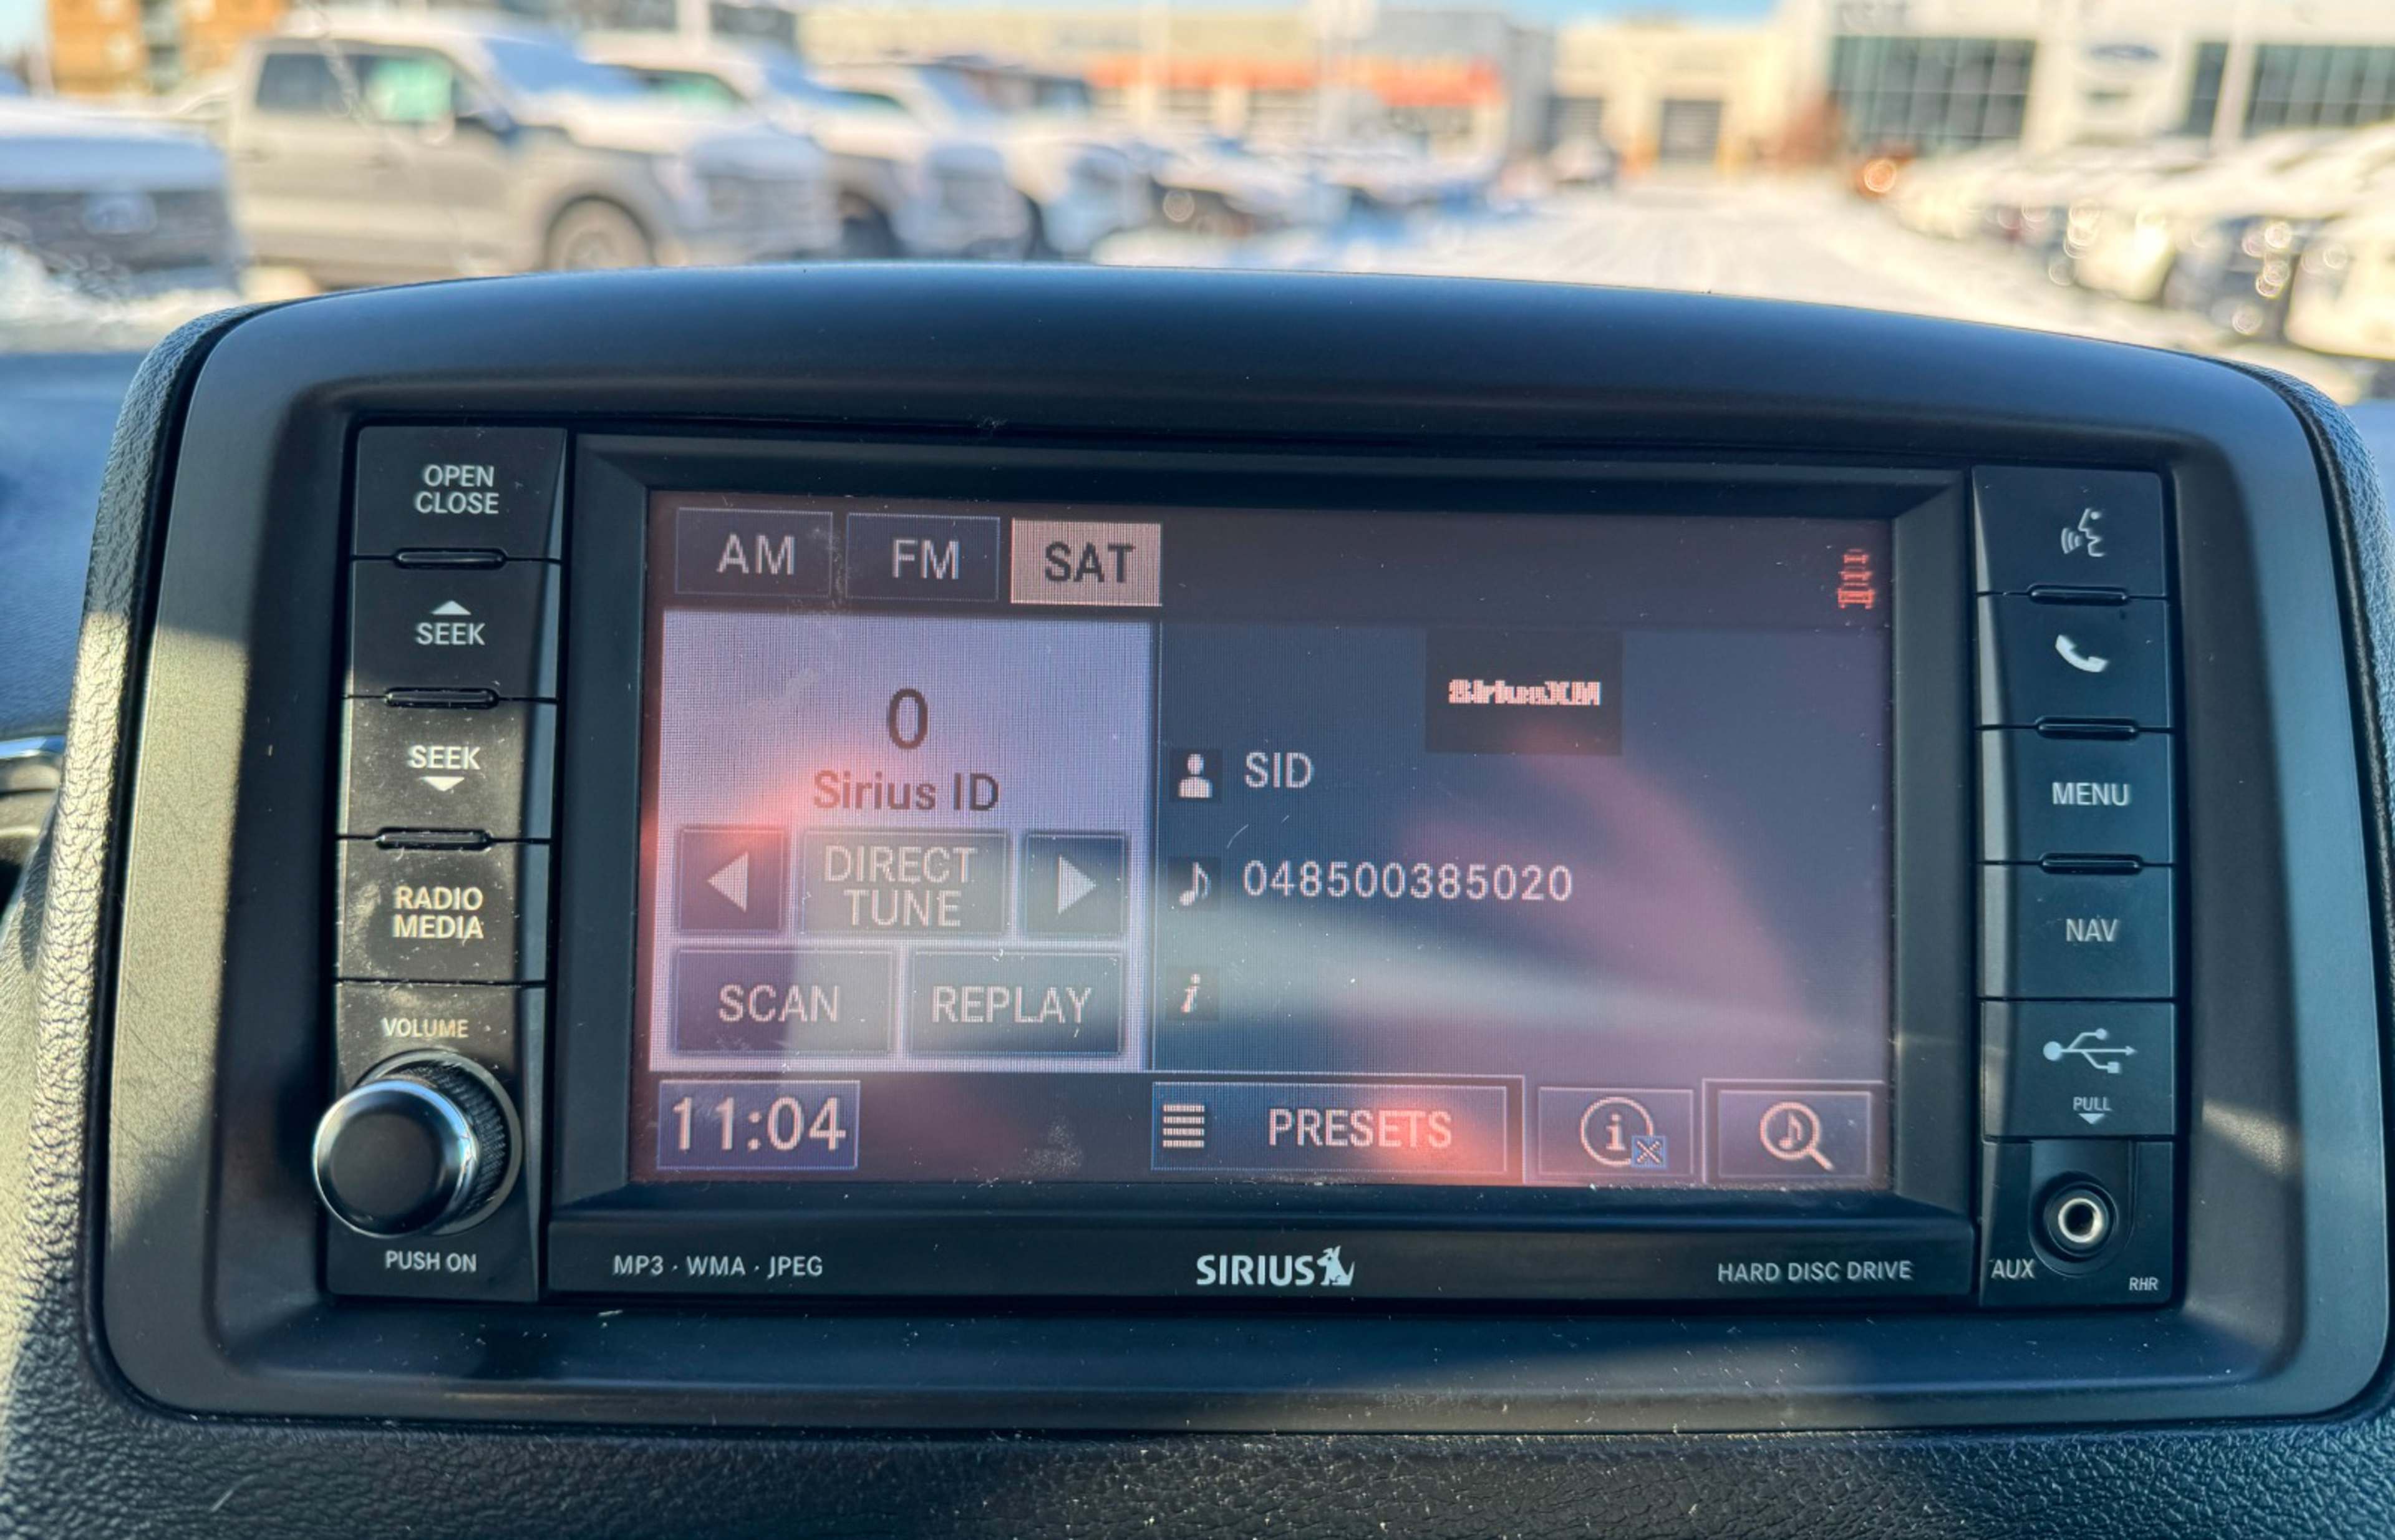 OPEN
CLOSE
SEEK
SEEK
RADIO
MEDIA
VOLUME
PUSH ON
AM FM SAT
0
Sirius ID
DIRECT
TUNE
SCAN REPLAY
SiriusXM
SID
048500385020
i
11:04 PRESETS i
MP3 · WMA · JPEG SIRIUS HARD DISC DRIVE
MENU
NAV
PULL
AUX
RHR